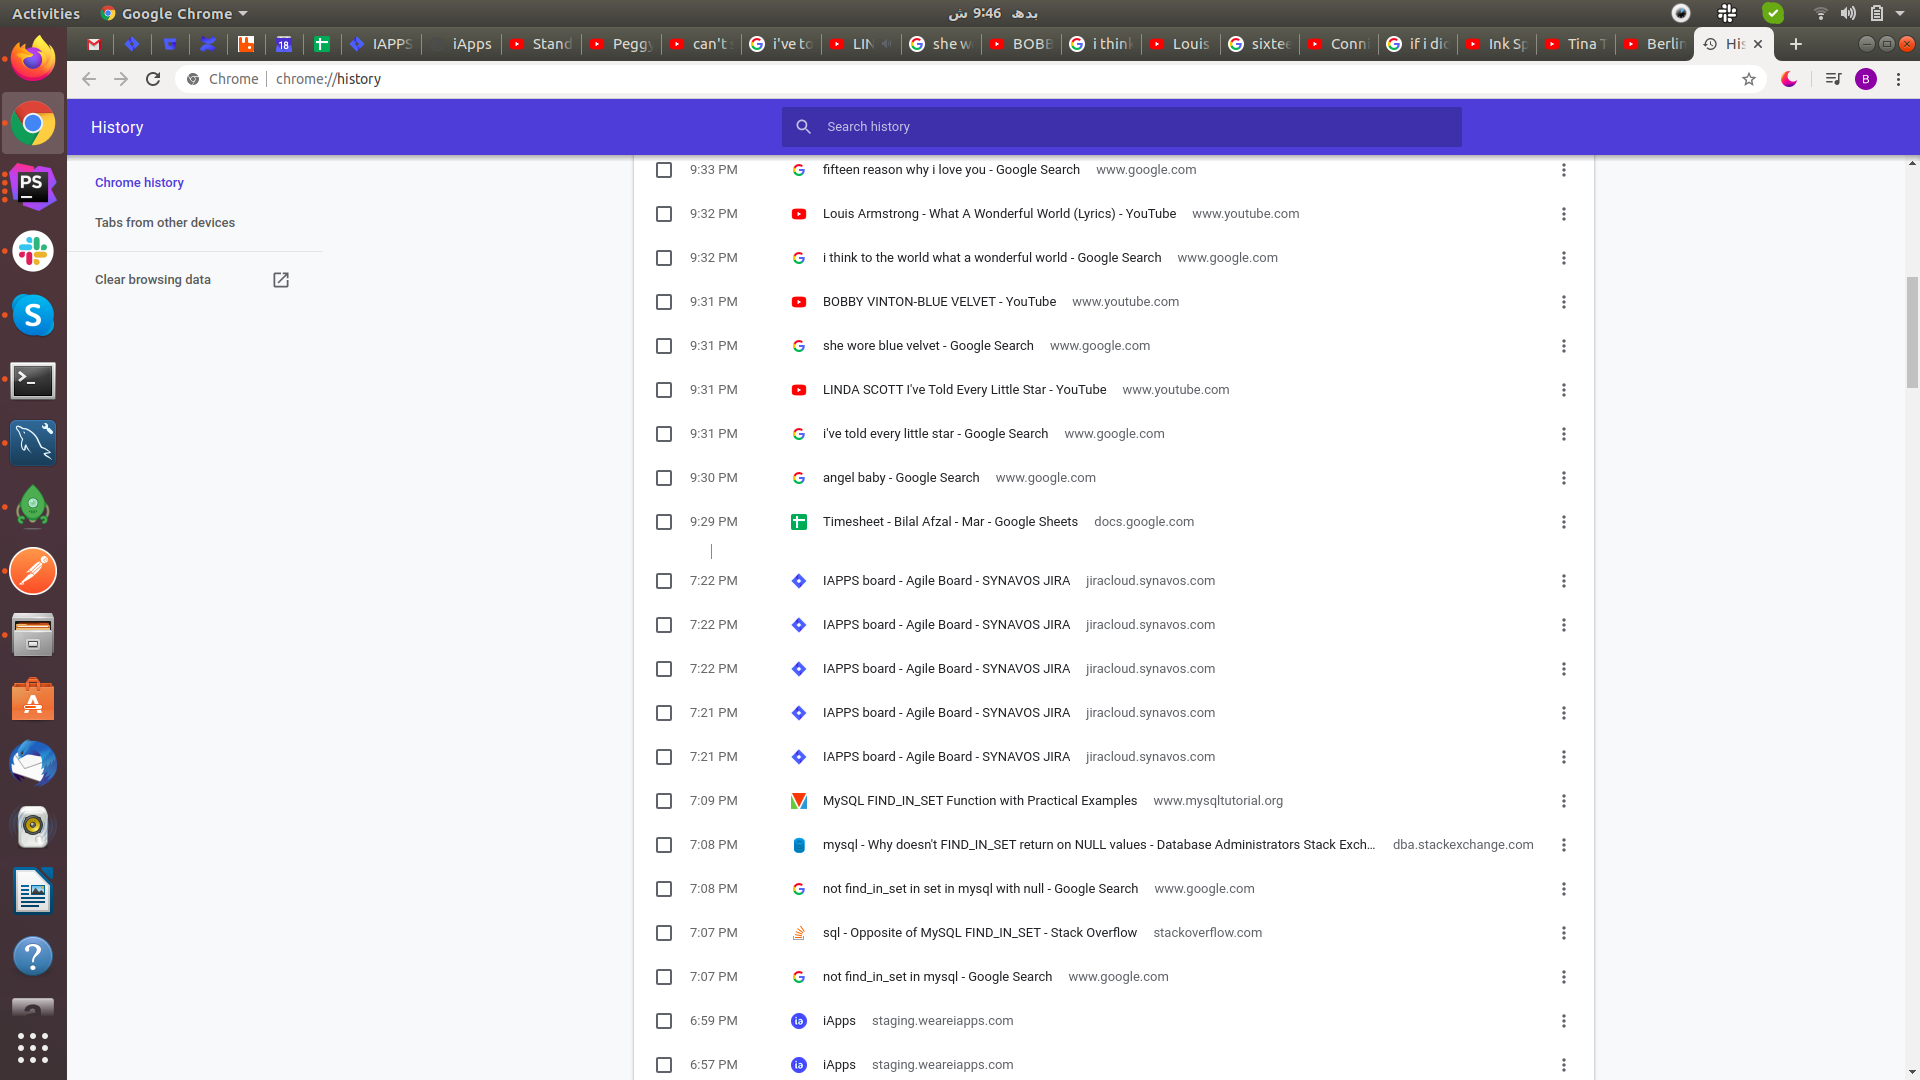 Activities Google Chrome بدھ 9:46 ش
18 IAPPS iApps Stand Peggy can't i've to LIN she w BOBB i think Louis sixtee Conni if i did Ink Sp Tina T Berlin His
Chrome chrome://history B
History Search history
Chrome history
Tabs from other devices
Clear browsing data
9:33 PM fifteen reason why i love you - Google Search www.google.com
9:32 PM Louis Armstrong - What A Wonderful World (Lyrics) - YouTube www.youtube.com
9:32 PM i think to the world what a wonderful world - Google Search www.google.com
9:31 PM BOBBY VINTON-BLUE VELVET - YouTube www.youtube.com
9:31 PM she wore blue velvet - Google Search www.google.com
9:31 PM LINDA SCOTT I've Told Every Little Star - YouTube www.youtube.com
9:31 PM i've told every little star - Google Search www.google.com
9:30 PM angel baby - Google Search www.google.com
9:29 PM Timesheet - Bilal Afzal - Mar - Google Sheets docs.google.com
7:22 PM IAPPS board - Agile Board - SYNAVOS JIRA jiracloud.synavos.com
7:22 PM IAPPS board - Agile Board - SYNAVOS JIRA jiracloud.synavos.com
7:22 PM IAPPS board - Agile Board - SYNAVOS JIRA jiracloud.synavos.com
7:21 PM IAPPS board - Agile Board - SYNAVOS JIRA jiracloud.synavos.com
7:21 PM IAPPS board - Agile Board - SYNAVOS JIRA jiracloud.synavos.com
7:09 PM MySQL FIND_IN_SET Function with Practical Examples www.mysqltutorial.org
7:08 PM mysql - Why doesn't FIND_IN_SET return on NULL values - Database Administrators Stack Exch... dba.stackexchange.com
7:08 PM not find_in_set in set in mysql with null - Google Search www.google.com
7:07 PM sql - Opposite of MySQL FIND_IN_SET - Stack Overflow stackoverflow.com
7:07 PM not find_in_set in mysql - Google Search www.google.com
6:59 PM iApps staging.weareiapps.com
6:57 PM iApps staging.weareiapps.com